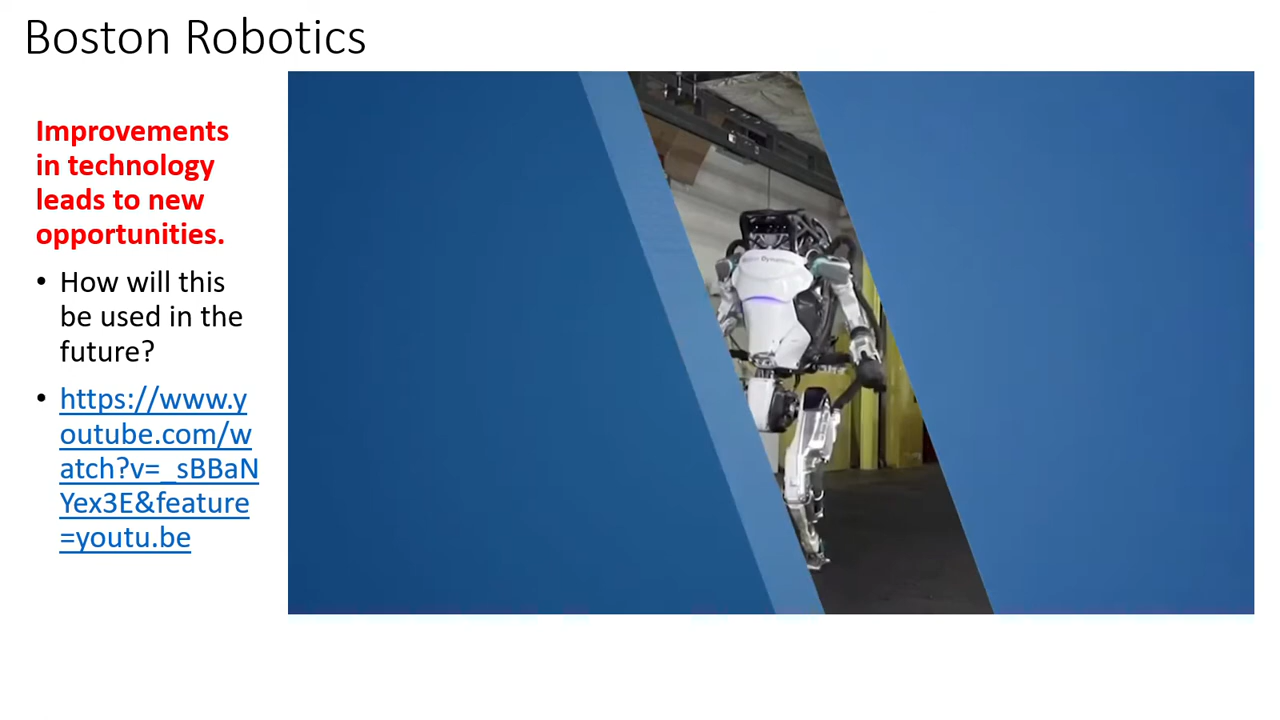 Boston Robotics
Improvements
in technology
leads to new
opportunities.
• How will this
be used in the
future?
• https://www.y
outube.com/w
atch?v=_sBBaN
Yex3E&feature
=youtu.be